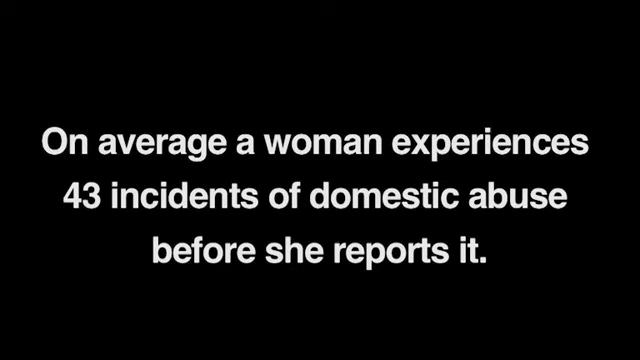 On average a woman experiences
43 incidents of domestic abuse
before she reports it.